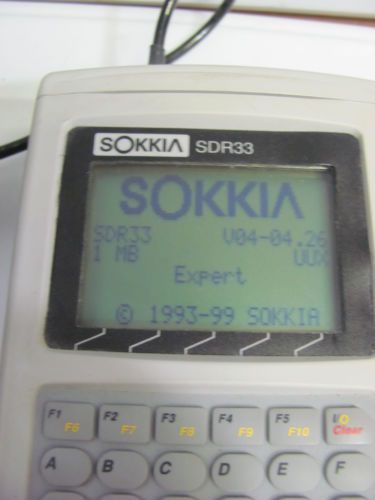 SOKKIA SDR33
SOKKIA
SDR33 V04-04.26
1 MB UUX
Expert
© 1993-99 SOKKIA
F1 F2 F3 F4 F5
F6 F7 F8 F9 F10 Clear
A B C D E F